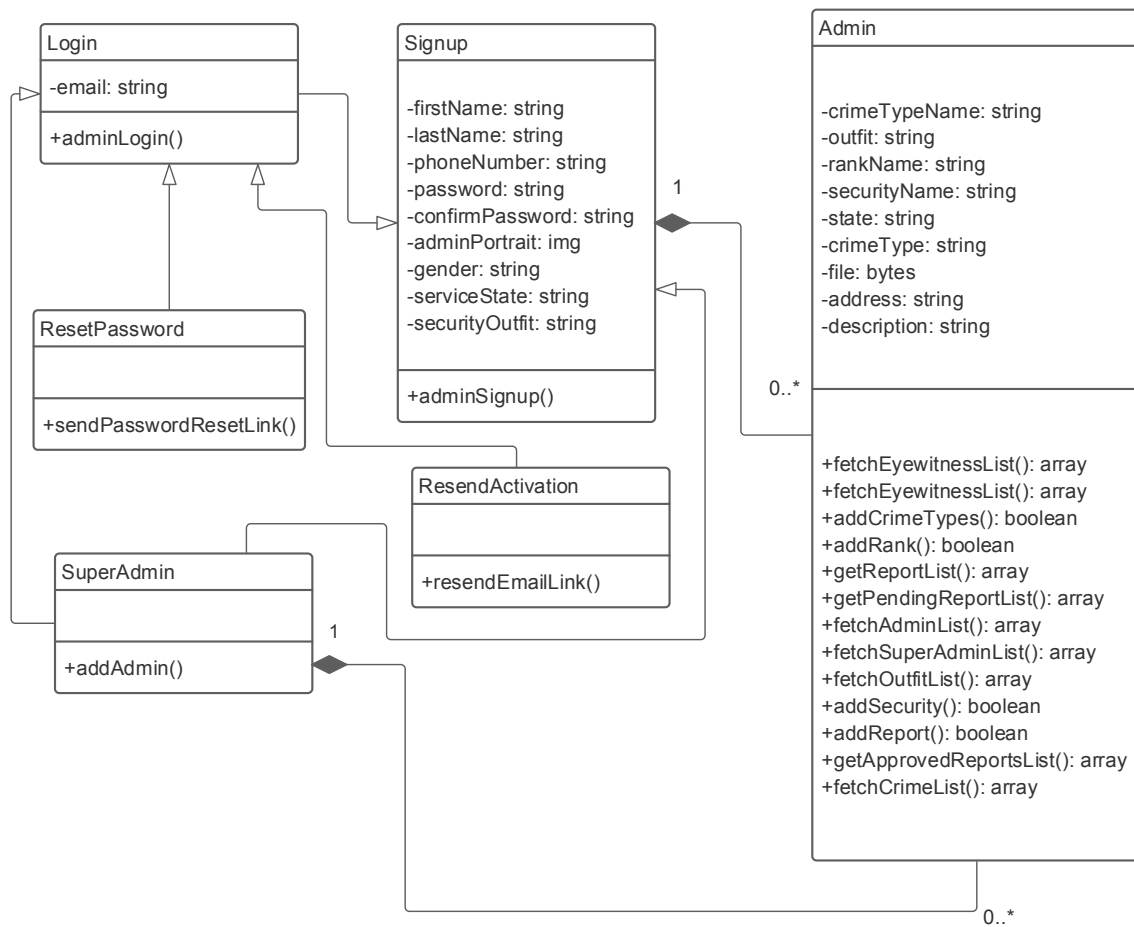 Login
-email: string
+adminLogin()
Signup
-firstName: string
-lastName: string
-phoneNumber: string
-password: string
-confirmPassword: string
-adminPortrait: img
-gender: string
-serviceState: string
-securityOutfit: string
+adminSignup()
1
0..*
Admin
-crimeTypeName: string
-outfit: string
-rankName: string
-securityName: string
-state: string
-crimeType: string
-file: bytes
-address: string
-description: string
+fetchEyewitnessList(): array
+fetchEyewitnessList(): array
+addCrimeTypes(): boolean
+addRank(): boolean
+getReportList(): array
+getPendingReportList(): array
+fetchAdminList(): array
+fetchSuperAdminList(): array
+fetchOutfitList(): array
+addSecurity(): boolean
+addReport(): boolean
+getApprovedReportsList(): array
+fetchCrimeList(): array
ResetPassword
+sendPasswordResetLink()
ResendActivation
+resendEmailLink()
SuperAdmin
+addAdmin()
1
0..*